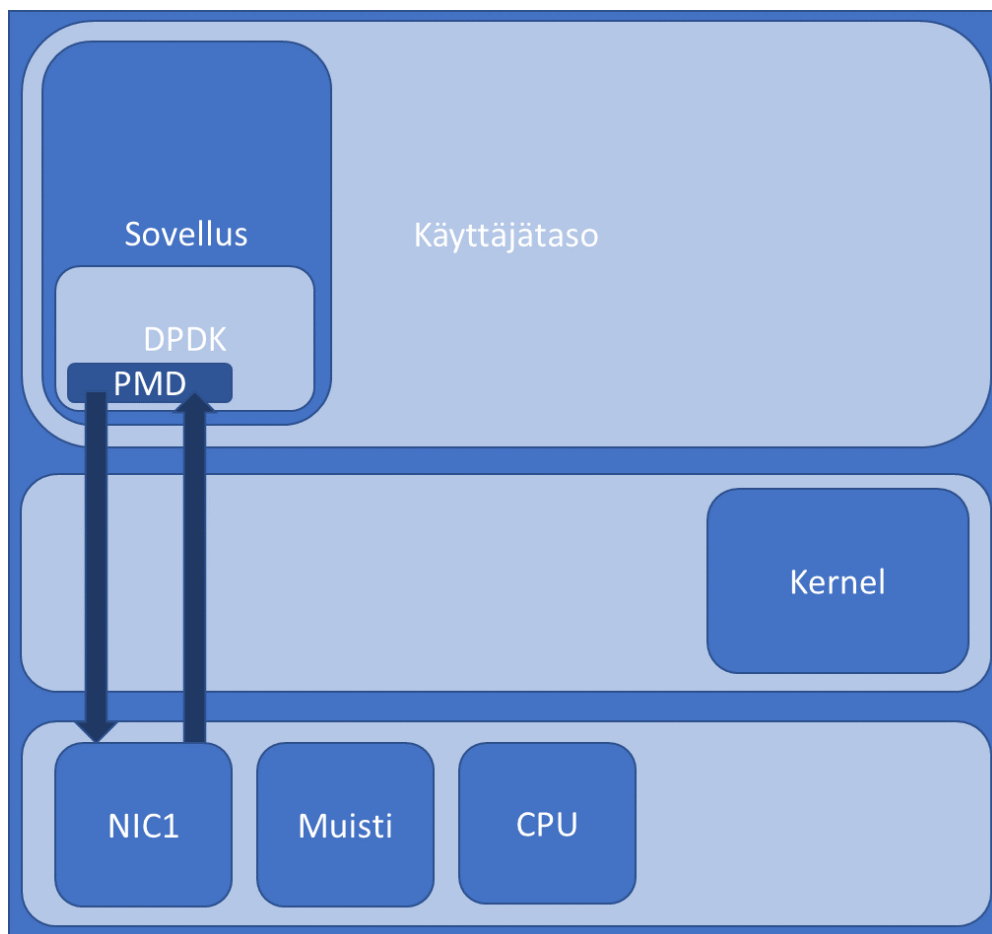 Sovellus
Käyttäjätaso
DPDK
PMD
Kernel
NIC1
Muisti
CPU